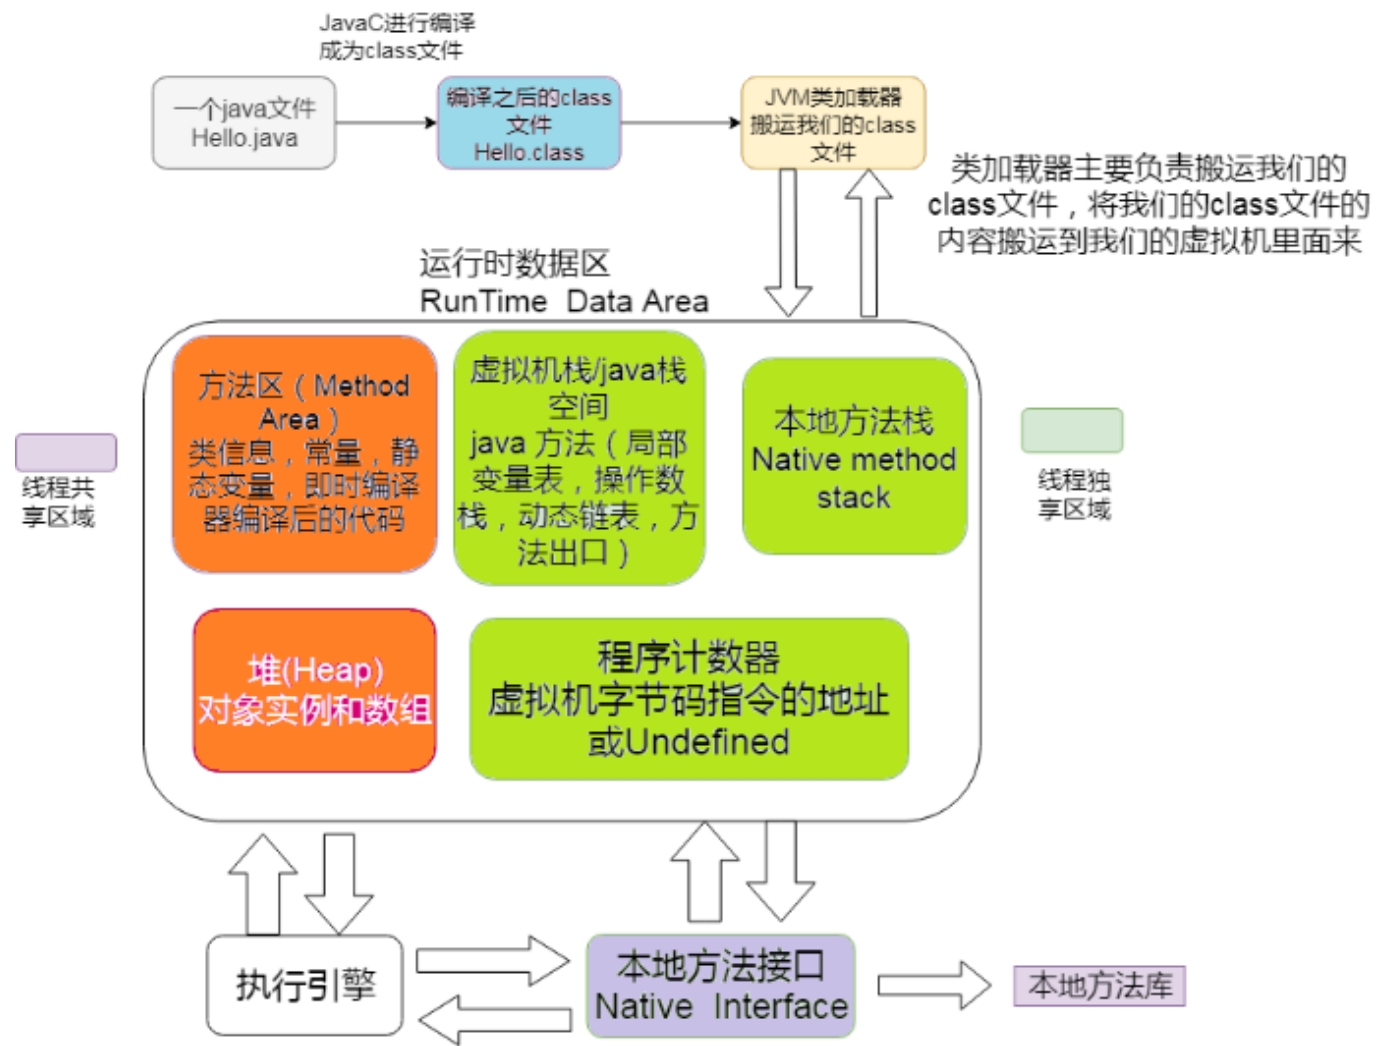 JavaC进行编译
成为class文件
一个java文件
Hello.java
编译之后的class
文件
Hello.class
JVM类加载器
搬运我们的class
文件
类加载器主要负责搬运我们的
class文件，将我们的class文件的
内容搬运到我们的虚拟机里面来
运行时数据区
RunTime Data Area
方法区（Method
Area）
类信息，常量，静
态变量，即时编译
器编译后的代码
虚拟机栈/java栈
空间
java 方法（局部
变量表，操作数
栈，动态链表，方
法出口）
本地方法栈
Native method
stack
线程共
享区域
线程独
享区域
堆(Heap)
对象实例和数组
程序计数器
虚拟机字节码指令的地址
或Undefined
执行引擎
本地方法接口
Native Interface
本地方法库